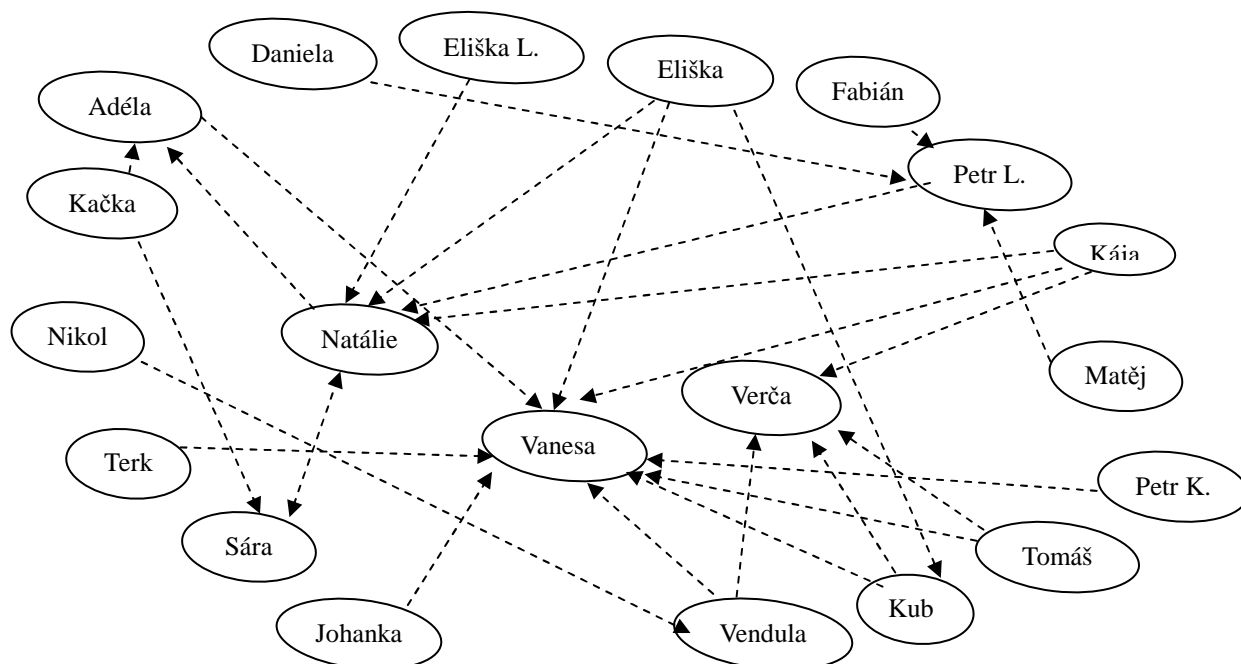 Daniela
Eliška L.
Eliška
Fabián
Adéla
Petr L.
Kačka
Kája
Nikol
Natálie
Matěj
Verča
Vanesa
Terk
Petr K.
Sára
Tomáš
Kub
Johanka
Vendula